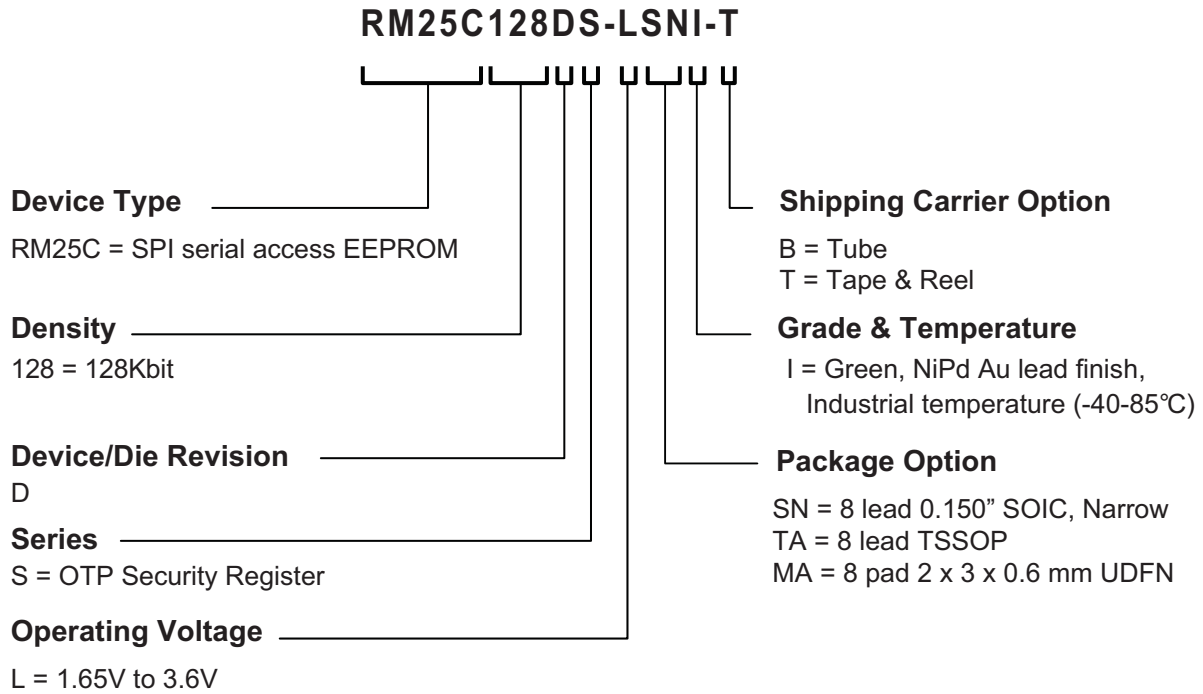 RM25C128DS-LSNI-T
Device Type
RM25C = SPI serial access EEPROM
Density
128 = 128Kbit
Device/Die Revision
D
Series
S = OTP Security Register
Operating Voltage
L = 1.65V to 3.6V
Shipping Carrier Option
B = Tube
T = Tape & Reel
Grade & Temperature
I = Green, NiPd Au lead finish,
Industrial temperature (-40-85°C)
Package Option
SN = 8 lead 0.150” SOIC, Narrow
TA = 8 lead TSSOP
MA = 8 pad 2 x 3 x 0.6 mm UDFN